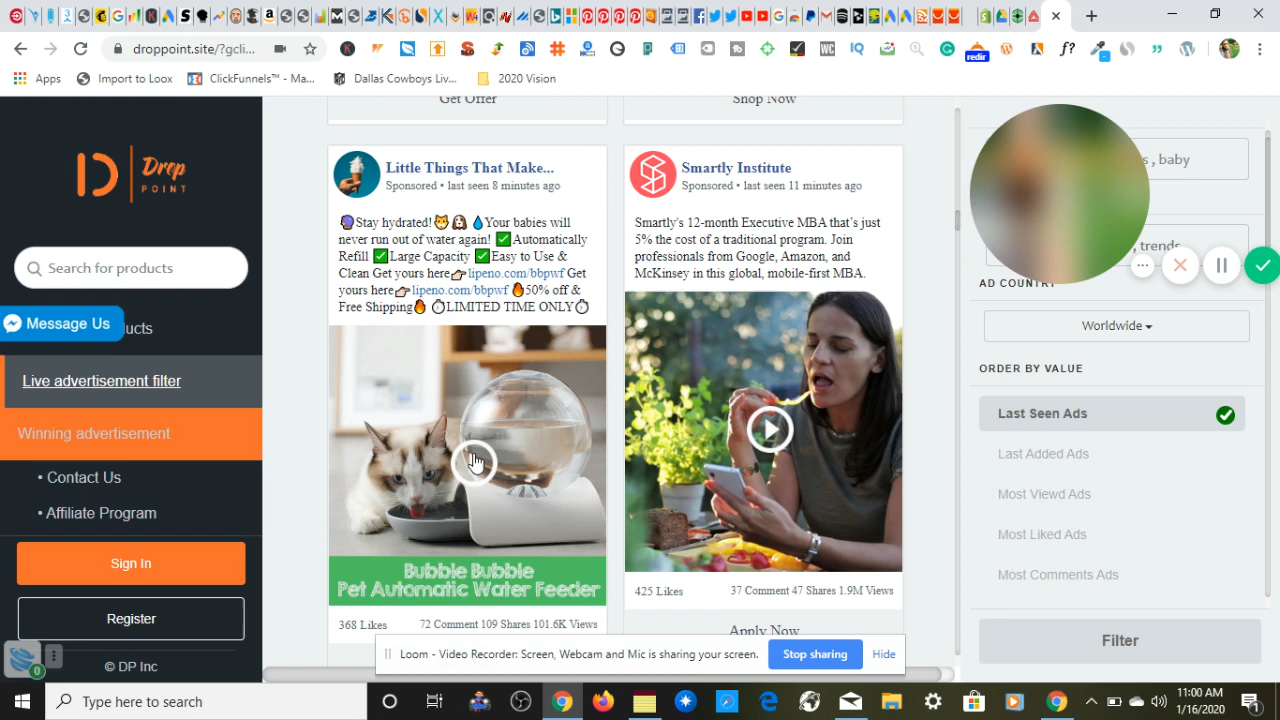 droppoint.site/?gcli...
redir
Apps
Import to Loox
ClickFunnels™ - Ma...
Dallas Cowboys Liv...
2020 Vision
Drop
POINT
Search for products
Message Us
ucts
Live advertisement filter
Winning advertisement
• Contact Us
• Affiliate Program
Sign In
Register
© DP Inc
0
Get Offer
Shop Now
Little Things That Make...
Sponsored • last seen 8 minutes ago
🔮Stay hydrated!🐱🐶 💧Your babies will
never run out of water again! ✅Automatically
Refill ✅Large Capacity ✅Easy to Use &
Clean Get yours here👉lipeno.com/bbpwf Get
yours here👉lipeno.com/bbpwf 🔥50% off &
Free Shipping🔥 ⏱LIMITED TIME ONLY⏱
Bubble Bubble
Pet Automatic Water Feeder
368 Likes
72 Comment 109 Shares 101.6K Views
Smartly Institute
Sponsored • last seen 11 minutes ago
Smartly's 12-month Executive MBA that's just
5% the cost of a traditional program. Join
professionals from Google, Amazon, and
McKinsey in this global, mobile-first MBA.
425 Likes
37 Comment 47 Shares 1.9M Views
Apply Now
s , baby
, trends
AD COUNTRY
Worldwide
ORDER BY VALUE
Last Seen Ads
Last Added Ads
Most Viewd Ads
Most Liked Ads
Most Comments Ads
Filter
Loom - Video Recorder: Screen, Webcam and Mic is sharing your screen.
Stop sharing
Hide
Type here to search
11:00 AM
1/16/2020